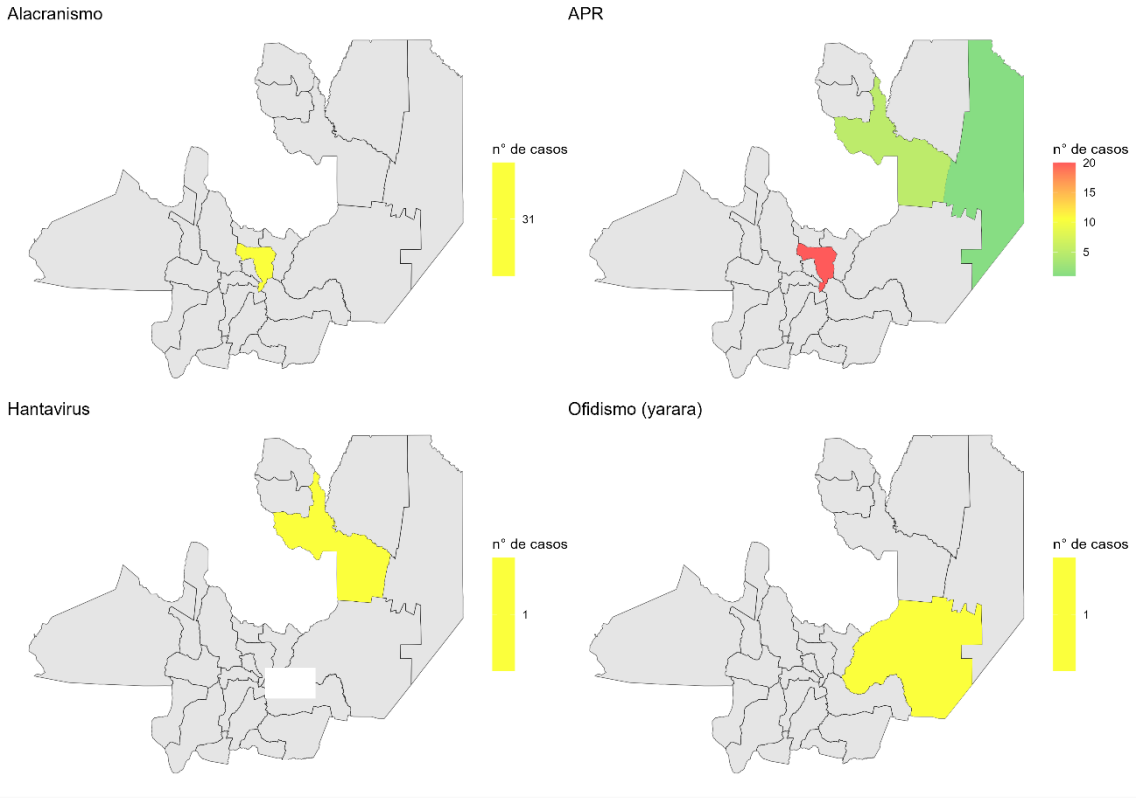 Alacranismo
APR
n° de casos
31
n° de casos
20
15
10
5
Hantavirus
Ofidismo (yarara)
n° de casos
1
n° de casos
1